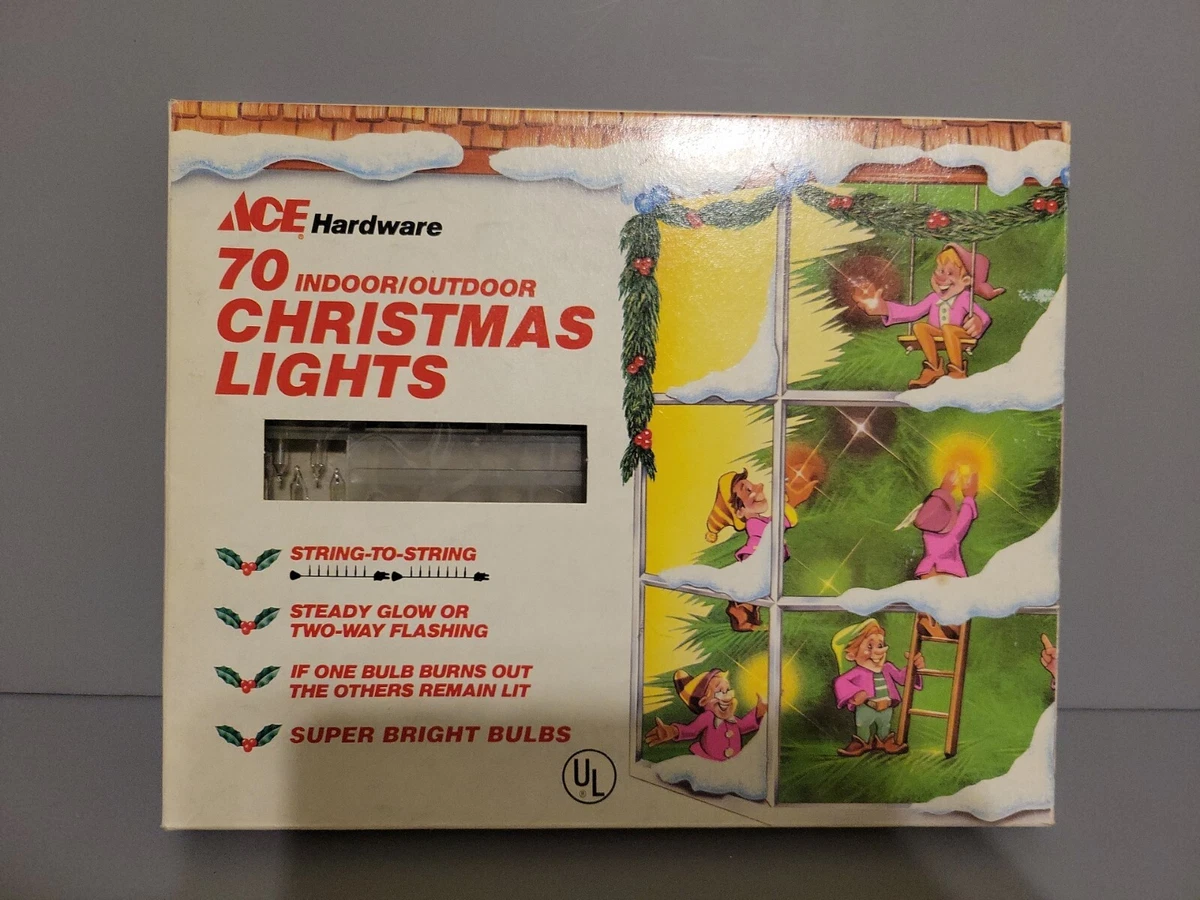 ACE Hardware
70 INDOOR/OUTDOOR
CHRISTMAS
LIGHTS
STRING-TO-STRING
STEADY GLOW OR
TWO-WAY FLASHING
IF ONE BULB BURNS OUT
THE OTHERS REMAIN LIT
SUPER BRIGHT BULBS
UL
®